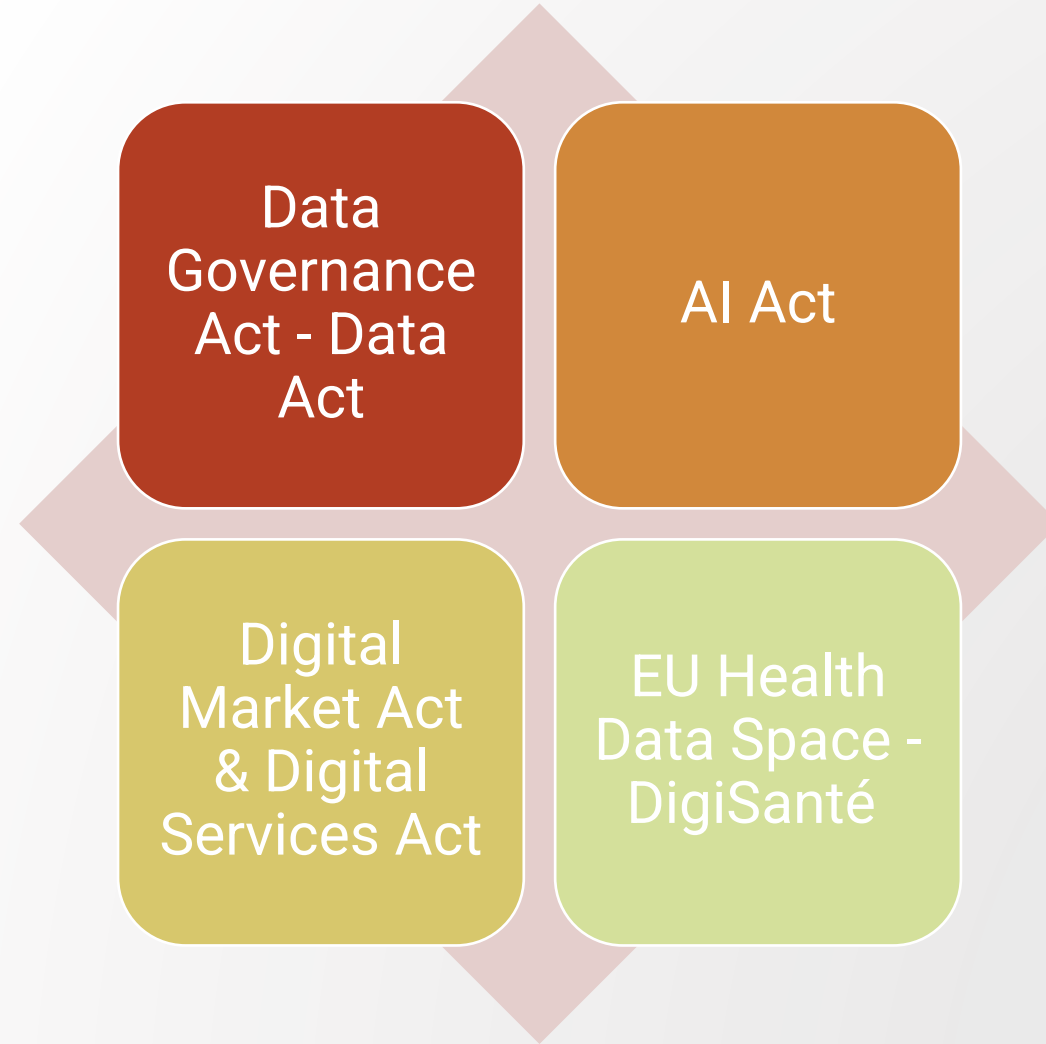 Data
Governance
Act - Data
Act
AI Act
Digital
Market Act
& Digital
Services Act
EU Health
Data Space -
DigiSanté